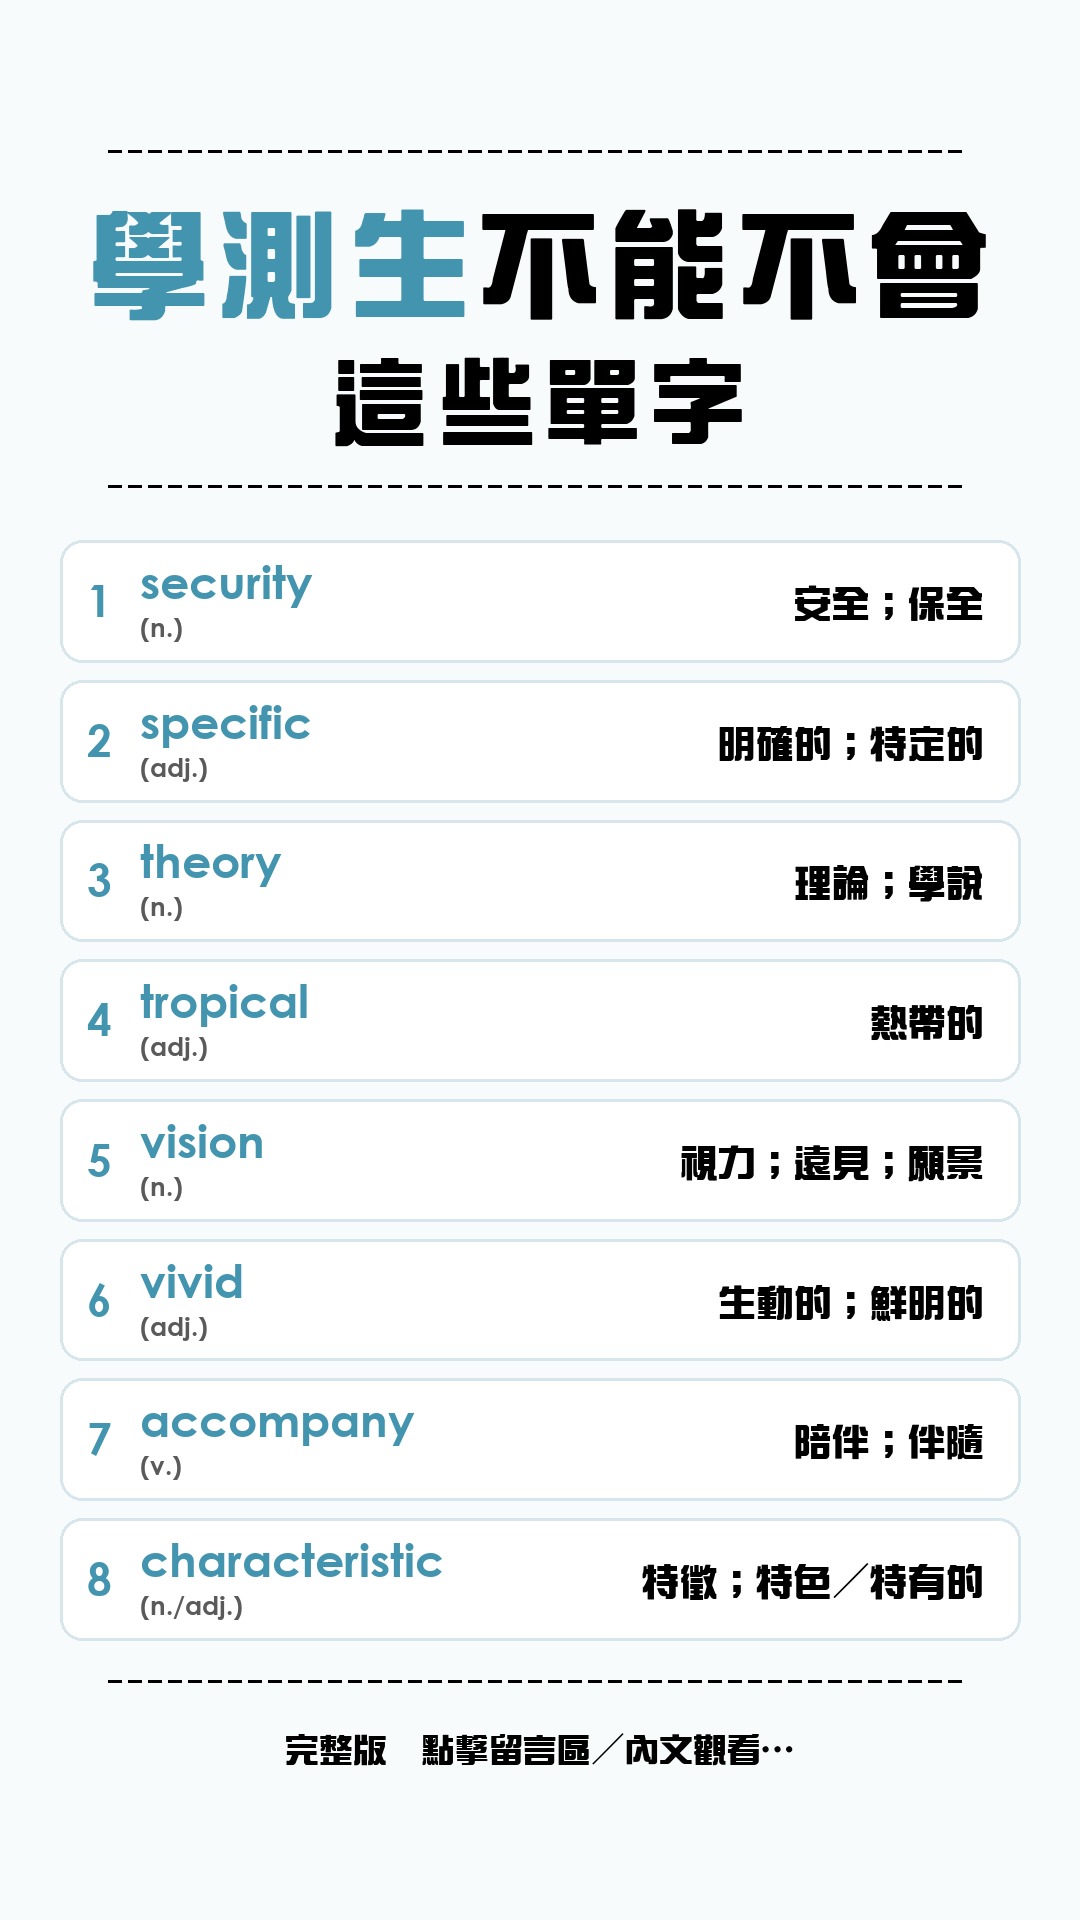 學測生不能不會
這些單字
1 security 安全；保全
(n.)
2 specific 明確的；特定的
(adj.)
3 theory 理論；學說
(n.)
4 tropical 熱帶的
(adj.)
5 vision 視力；遠見；願景
(n.)
6 vivid 生動的；鮮明的
(adj.)
7 accompany 陪伴；伴隨
(v.)
8 characteristic 特徵；特色／特有的
(n./adj.)
完整版　點擊留言區／內文觀看…